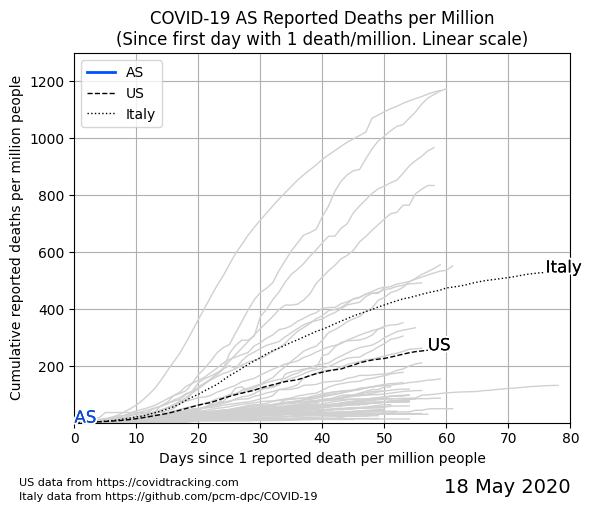 COVID-19 AS Reported Deaths per Million
(Since first day with 1 death/million. Linear scale)
Cumulative reported deaths per million people
1200
1000
800
600
400
200
AS
US
Italy
Italy
US
AS
0 10 20 30 40 50 60 70 80
Days since 1 reported death per million people
US data from https://covidtracking.com
Italy data from https://github.com/pcm-dpc/COVID-19
18 May 2020